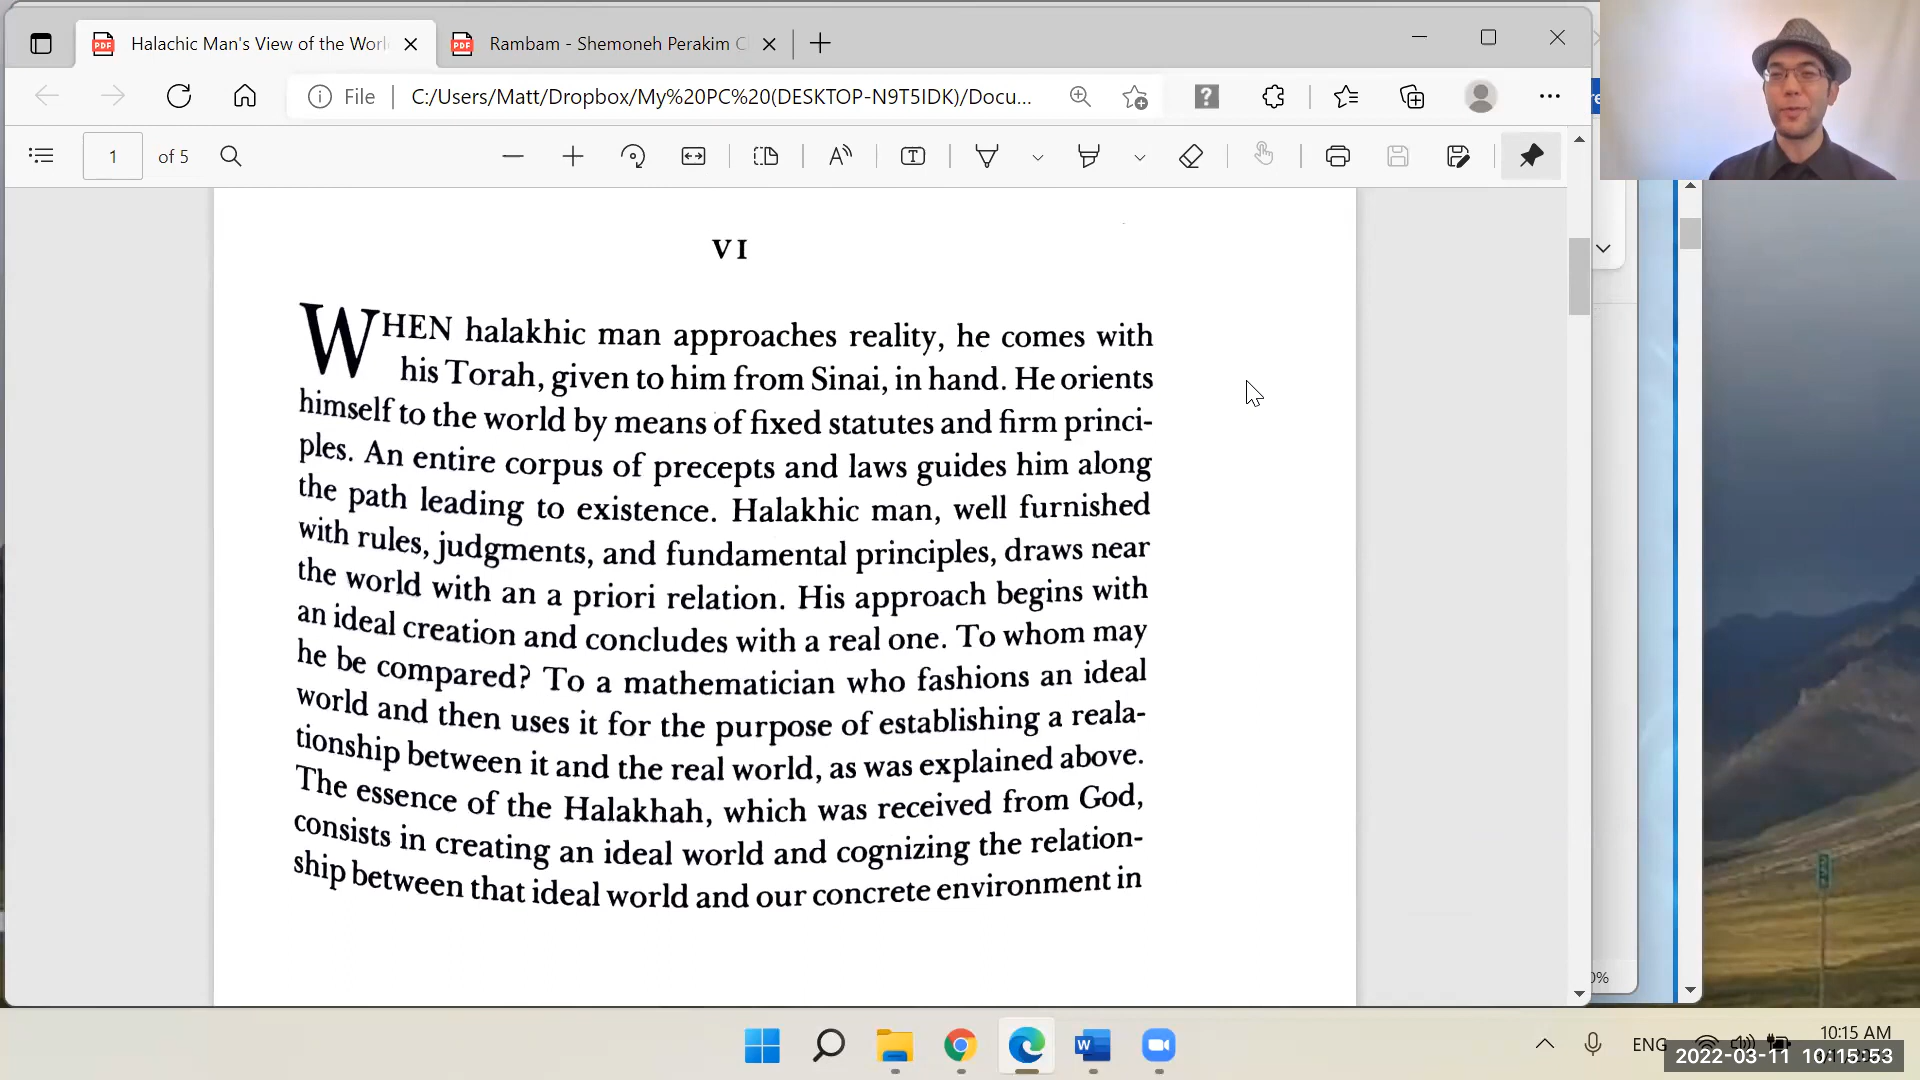 Halachic Man's View of the Worl
Rambam - Shemoneh Perakim C
File
C:/Users/Matt/Dropbox/My%20PC%20(DESKTOP-N9T5IDK)/Docu...
1 of 5
VI
WHEN halakhic man approaches reality, he comes with
his Torah, given to him from Sinai, in hand. He orients
himself to the world by means of fixed statutes and firm princi-
ples. An entire corpus of precepts and laws guides him along
the path leading to existence. Halakhic man, well furnished
with rules, judgments, and fundamental principles, draws near
the world with an a priori relation. His approach begins with
an ideal creation and concludes with a real one. To whom may
he be compared? To a mathematician who fashions an ideal
world and then uses it for the purpose of establishing a reala-
tionship between it and the real world, as was explained above.
The essence of the Halakhah, which was received from God,
consists in creating an ideal world and cognizing the relation-
ship between that ideal world and our concrete environment in
0%
ENG
10:15 AM
2022-03-11 10:15:53